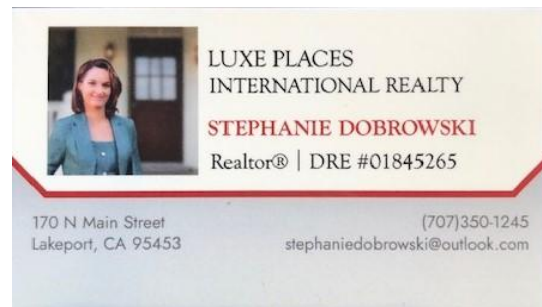 LUXE PLACES
INTERNATIONAL REALTY
STEPHANIE DOBROWSKI
Realtor® | DRE #01845265
170 N Main Street
Lakeport, CA 95453
(707)350-1245
stephaniedobrowski@outlook.com